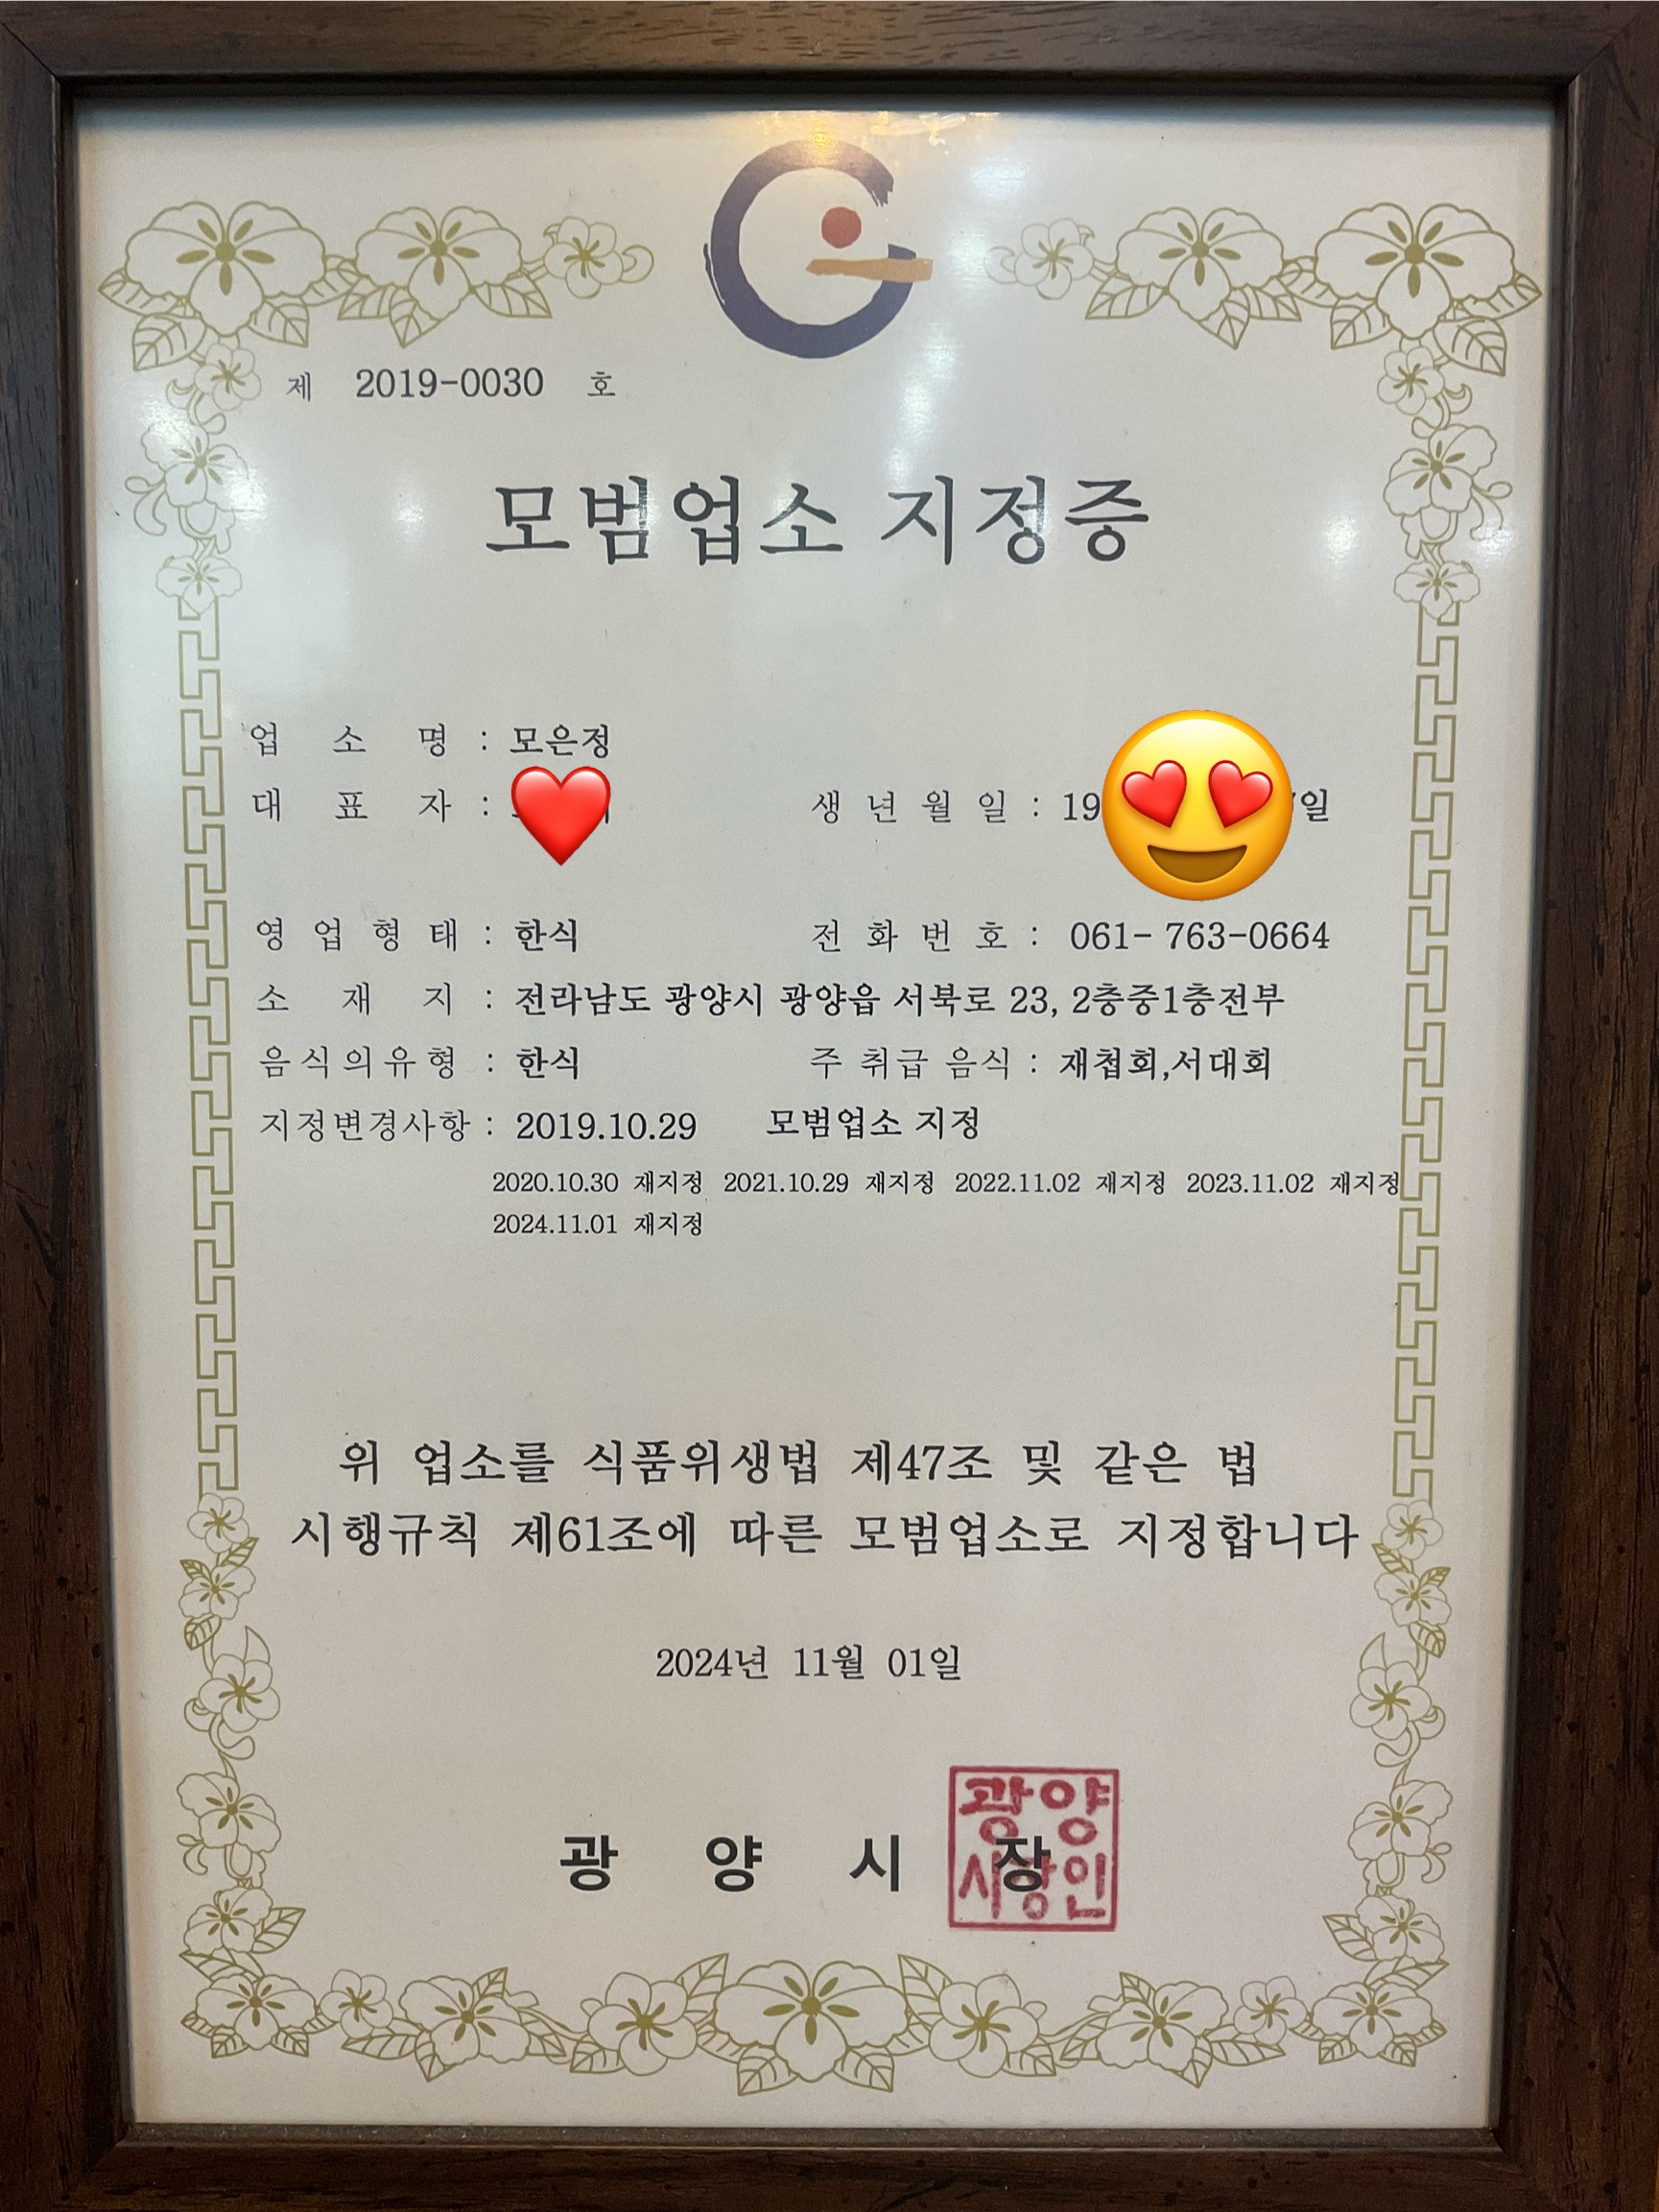 제 2019-0030 호
모범업소 지정증
업 소 명 : 모은정
대 표 자 : 생 년 월 일 : 19 일
영 업 형 태 : 한식 전 화 번 호 : 061- 763-0664
소 재 지 : 전라남도 광양시 광양읍 서북로 23, 2층중1층전부
음식의유형 : 한식 주 취급 음식 : 재첩회,서대회
지정변경사항 : 2019.10.29 모범업소 지정
2020.10.30 재지정 2021.10.29 재지정 2022.11.02 재지정 2023.11.02 재지정
2024.11.01 재지정
위 업소를 식품위생법 제47조 및 같은 법
시행규칙 제61조에 따른 모범업소로 지정합니다
2024년 11월 01일
광 양 시 장
광양
시장인